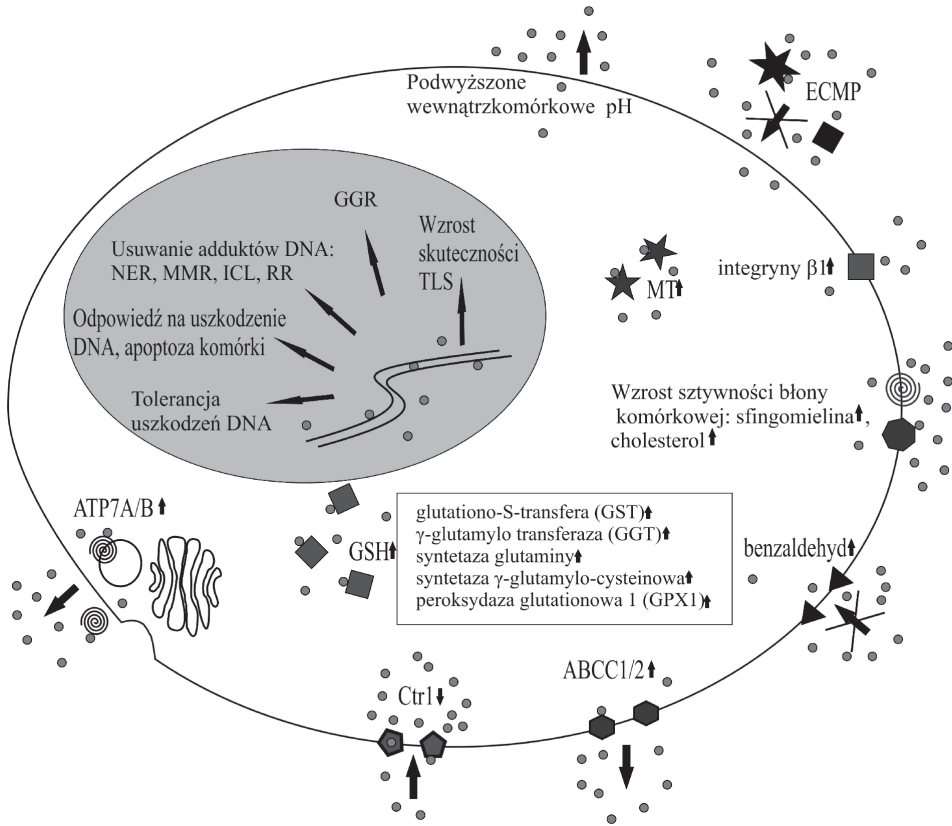 Podwyższone
wewnątrzkomórkowe pH
ECMP
GGR
Wzrost
skuteczności
TLS
Usuwanie adduktów DNA:
NER, MMR, ICL, RR
Odpowiedź na uszkodzenie
DNA, apoptoza komórki
Tolerancja
uszkodzeń DNA
MT
integryny β1
Wzrost sztywności błony
komórkowej: sfingomielina,
cholesterol
ATP7A/B
GSH
glutationo-S-transfera (GST)
γ-glutamylo transferaza (GGT)
syntetaza glutaminy
syntetaza γ-glutamylo-cysteinowa
peroksydaza glutationowa 1 (GPX1)
benzaldehyd
Ctr1
ABCC1/2